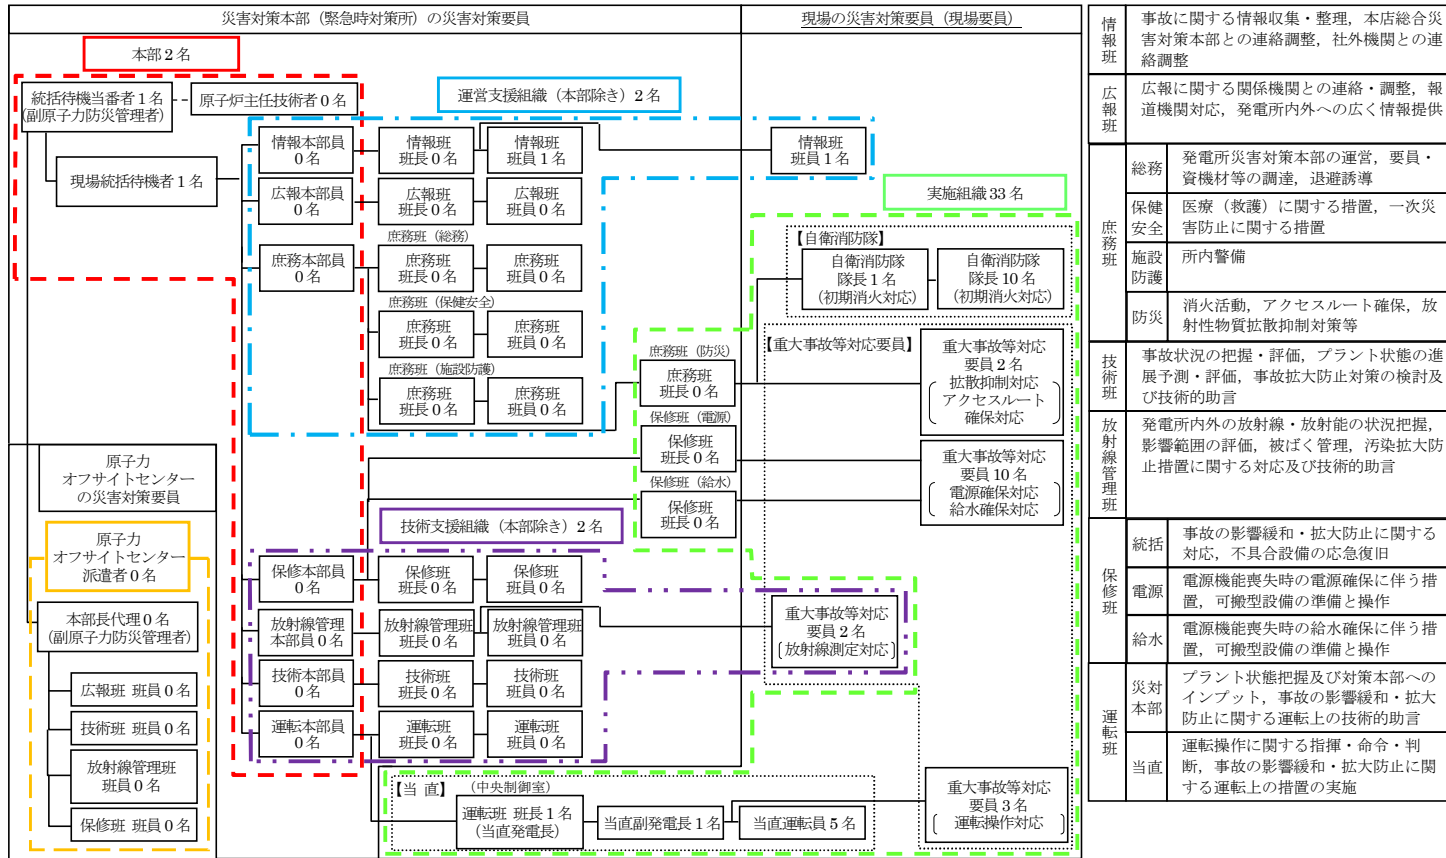 災害対策本部（緊急時対策所）の災害対策要員
現場の災害対策要員（現場要員）
本部2名
統括待機当番者1名
(副原子力防災管理者)
原子炉主任技術者0名
現場統括待機者1名
運営支援組織（本部除き）2名
情報本部員
0名
情報班
班長0名
情報班
班員1名
情報班
班員1名
広報本部員
0名
広報班
班長0名
広報班
班員0名
実施組織33名
庶務班（総務）
庶務本部員
0名
庶務班
班長0名
庶務班
班員0名
庶務班（保健安全）
庶務班
班長0名
庶務班
班員0名
庶務班（施設防護）
庶務班
班長0名
庶務班
班員0名
【自衛消防隊】
自衛消防隊
隊長1名
(初期消火対応)
自衛消防隊
隊長10名
(初期消火対応)
【重大事故等対応要員】
庶務班（防災）
庶務班
班長0名
重大事故等対応
要員2名
拡散抑制対応
アクセスルート
確保対応
保修班（電源）
保修班
班長0名
保修班（給水）
保修班
班長0名
重大事故等対応
要員10名
電源確保対応
給水確保対応
原子力
オフサイトセンター
の災害対策要員
原子力
オフサイトセンター
派遣者0名
本部長代理0名
(副原子力防災管理者)
広報班 班員0名
技術班 班員0名
放射線管理班
班員0名
保修班 班員0名
技術支援組織（本部除き）2名
保修本部員
0名
保修班
班長0名
保修班
班員0名
放射線管理
本部員0名
放射線管理班
班長0名
放射線管理班
班員0名
重大事故等対応
要員2名
〔放射線測定対応〕
技術本部員
0名
技術班
班長0名
技術班
班員0名
運転本部員
0名
運転班
班長0名
運転班
班員0名
【当 直】
(中央制御室)
運転班 班長1名
(当直発電長)
当直副発電長1名
当直運転員5名
重大事故等対応
要員3名
〔 運転操作対応 〕
情報班
事故に関する情報収集・整理，本店総合災
害対策本部との連絡調整，社外機関との連
絡調整
広報班
広報に関する関係機関との連絡・調整，報
道機関対応，発電所内外への広く情報提供
庶務班
総務
発電所災害対策本部の運営，要員・
資機材等の調達，退避誘導
保健
安全
医療（救護）に関する措置，一次災
害防止に関する措置
施設
防護
所内警備
防災
消火活動，アクセスルート確保，放
射性物質拡散抑制対策等
技術班
事故状況の把握・評価，プラント状態の進
展予測・評価，事故拡大防止対策の検討及
び技術的助言
放射線管理班
発電所内外の放射線・放射能の状況把握，
影響範囲の評価，被ばく管理，汚染拡大防
止措置に関する対応及び技術的助言
保修班
統括
事故の影響緩和・拡大防止に関する
対応，不具合設備の応急復旧
電源
電源機能喪失時の電源確保に伴う措
置，可搬型設備の準備と操作
給水
電源機能喪失時の給水確保に伴う措
置，可搬型設備の準備と操作
運転班
災対
本部
プラント状態把握及び対策本部への
インプット，事故の影響緩和・拡大
防止に関する運転上の技術的助言
当直
運転操作に関する指揮・命令・判
断，事故の影響緩和・拡大防止に関
する運転上の措置の実施